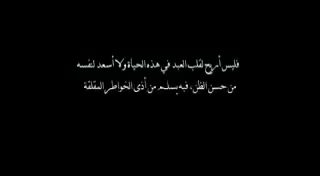 فليس أريح لقلب العبد في هذه الحياة ولا أسعد لنفسه
من حسن الظن، فبه يسلم من أذى الخواطر المقلقة